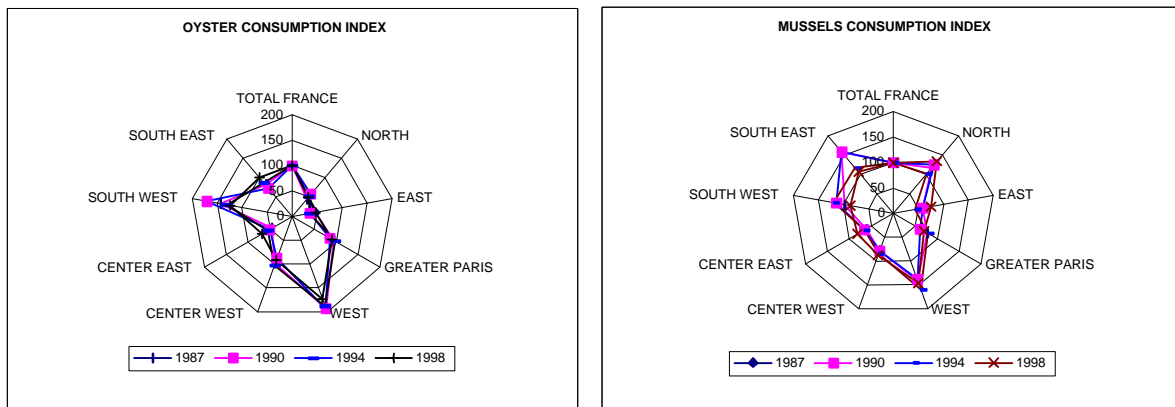 OYSTER CONSUMPTION INDEX
TOTAL FRANCE
200
SOUTH EAST
NORTH
150
100
SOUTH WEST
EAST
50
0
CENTER EAST
GREATER PARIS
CENTER WEST
WEST
1987 1990 1994 1998
MUSSELS CONSUMPTION INDEX
TOTAL FRANCE
200
SOUTH EAST
NORTH
150
100
SOUTH WEST
EAST
50
0
CENTER EAST
GREATER PARIS
CENTER WEST
WEST
1987 1990 1994 1998